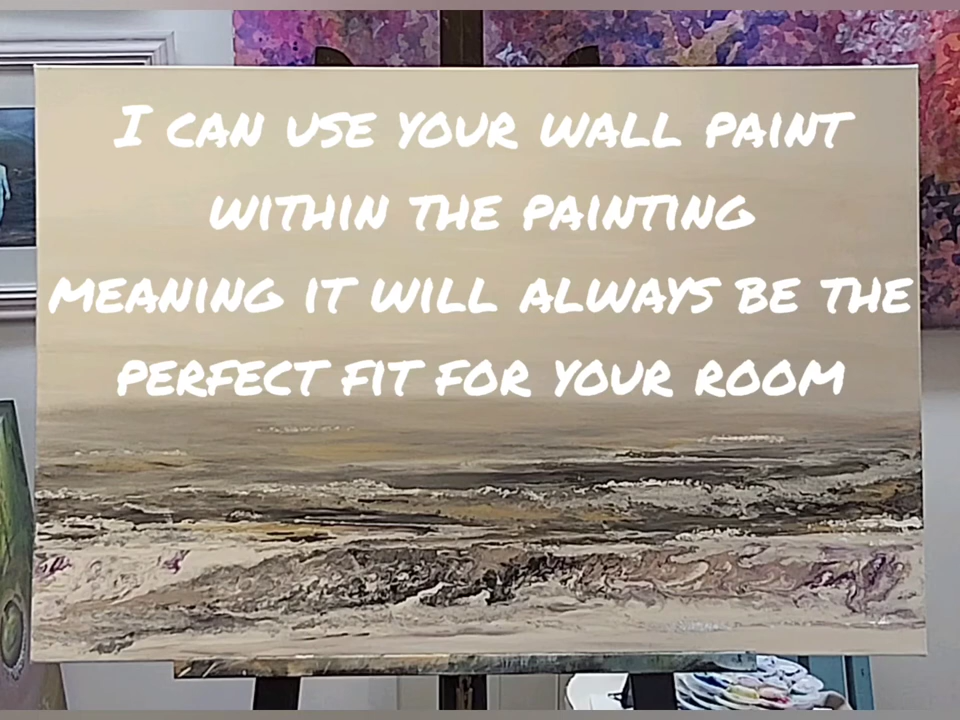 I CAN USE YOUR WALL PAINT
WITHIN THE PAINTING
MEANING IT WILL ALWAYS BE THE
PERFECT FIT FOR YOUR ROOM